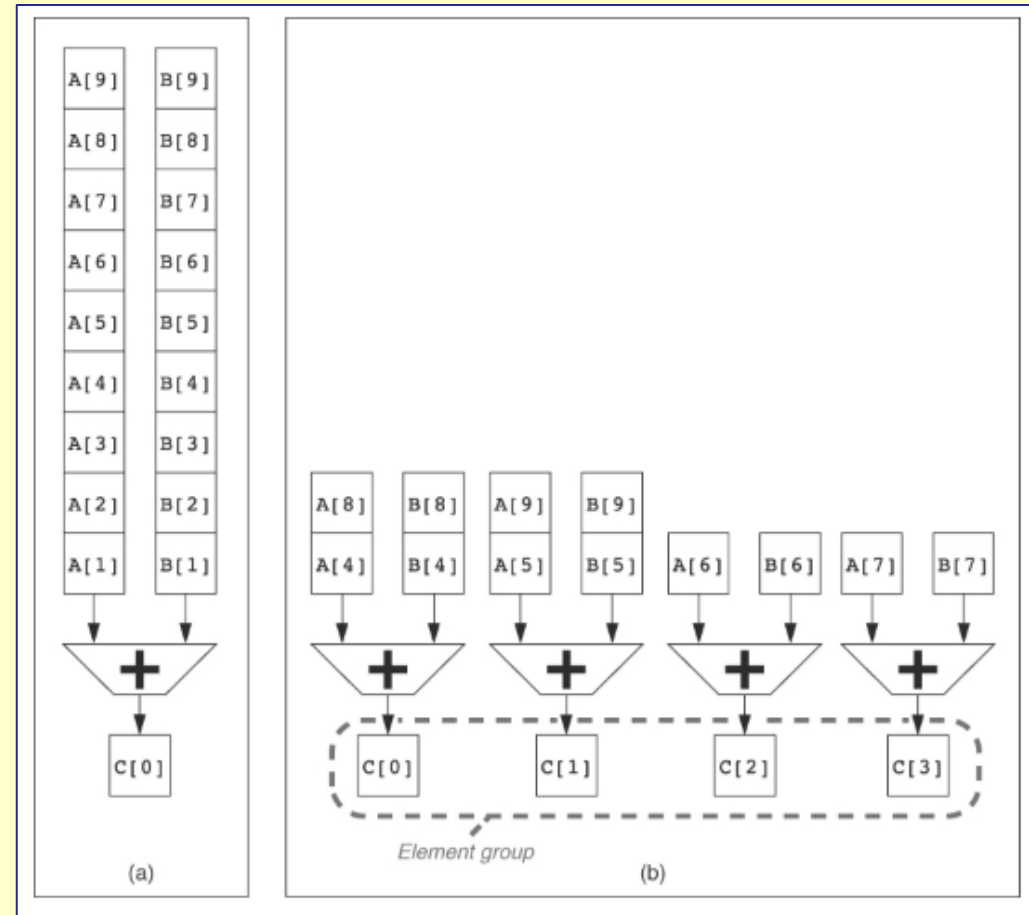 A[9] B[9]
A[8] B[8]
A[7] B[7]
A[6] B[6]
A[5] B[5]
A[4] B[4]
A[3] B[3]
A[2] B[2]
A[1] B[1]
+
C[0]
(a)
A[8] B[8] A[9] B[9]
A[4] B[4] A[5] B[5] A[6] B[6] A[7] B[7]
+ + + +
C[0] C[1] C[2] C[3]
Element group
(b)